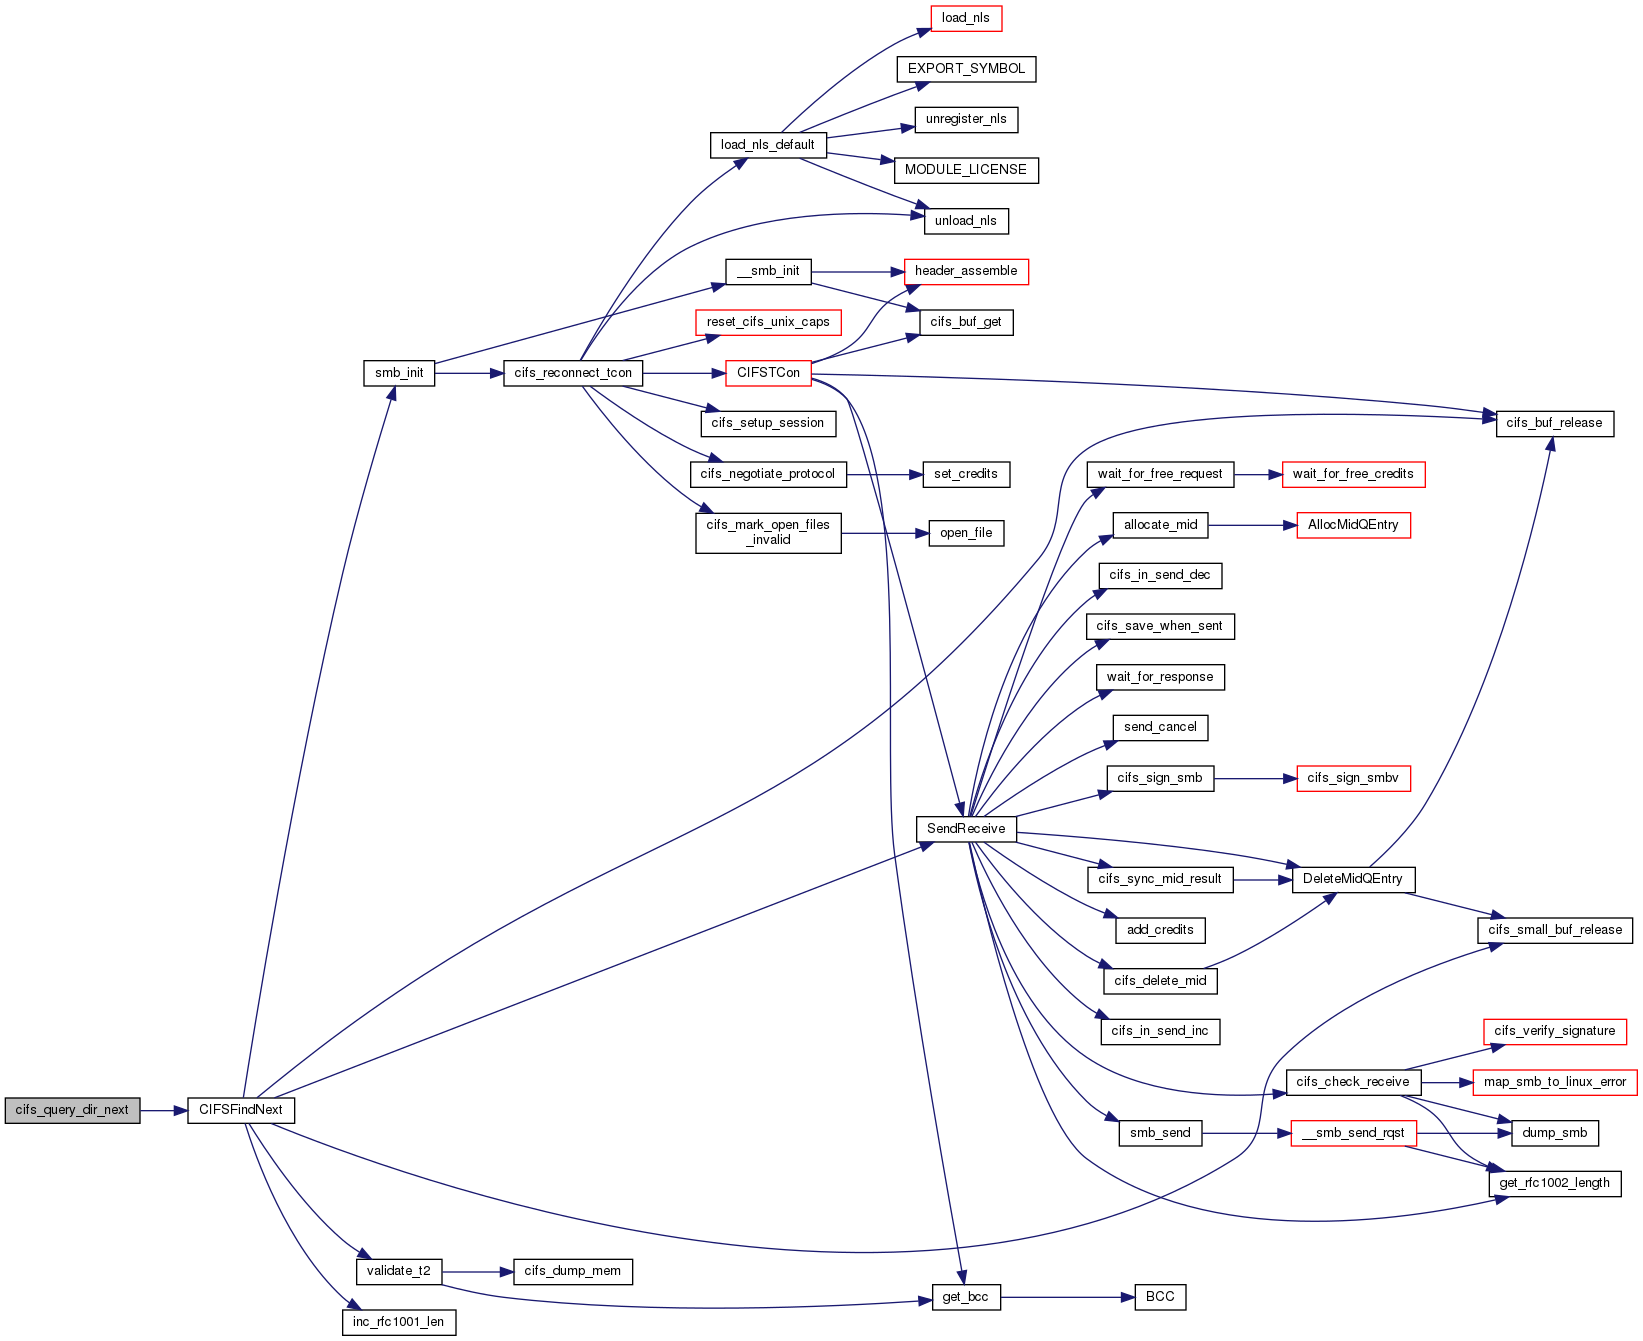 load_nls
EXPORT_SYMBOL
unregister_nls
load_nls_default
MODULE_LICENSE
unload_nls
__smb_init
header_assemble
reset_cifs_unix_caps
cifs_buf_get
smb_init
cifs_reconnect_tcon
CIFSTCon
cifs_setup_session
cifs_buf_release
cifs_negotiate_protocol
set_credits
wait_for_free_request
wait_for_free_credits
cifs_mark_open_files
_invalid
open_file
allocate_mid
AllocMidQEntry
cifs_in_send_dec
cifs_save_when_sent
wait_for_response
send_cancel
cifs_sign_smb
cifs_sign_smbv
SendReceive
cifs_sync_mid_result
DeleteMidQEntry
add_credits
cifs_small_buf_release
cifs_delete_mid
cifs_in_send_inc
cifs_verify_signature
cifs_check_receive
map_smb_to_linux_error
cifs_query_dir_next
CIFSFindNext
smb_send
__smb_send_rqst
dump_smb
get_rfc1002_length
validate_t2
cifs_dump_mem
get_bcc
BCC
inc_rfc1001_len